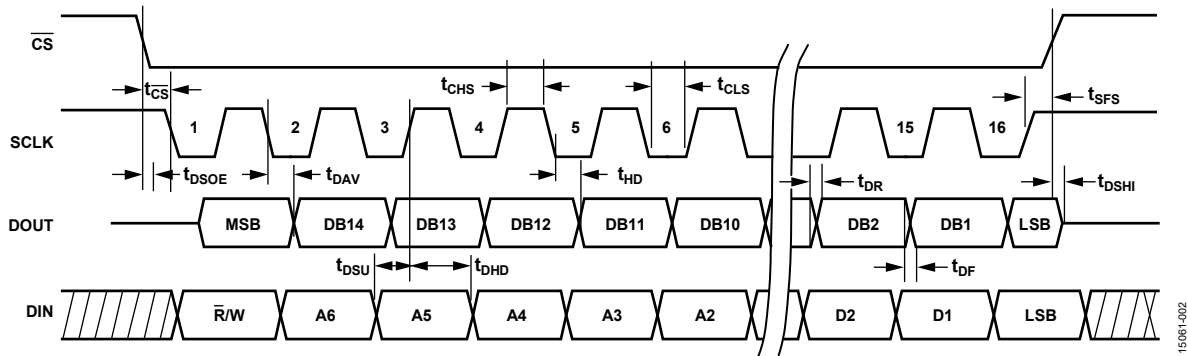 CS
tCS
tCHS
tCLS
tSFS
SCLK
1
2
3
4
5
6
15
16
tDSOE
tDAV
tHD
tDR
tDSHI
DOUT
MSB
DB14
DB13
DB12
DB11
DB10
DB2
DB1
LSB
tDSU
tDHD
tDF
DIN
R/W
A6
A5
A4
A3
A2
D2
D1
LSB
15061-002